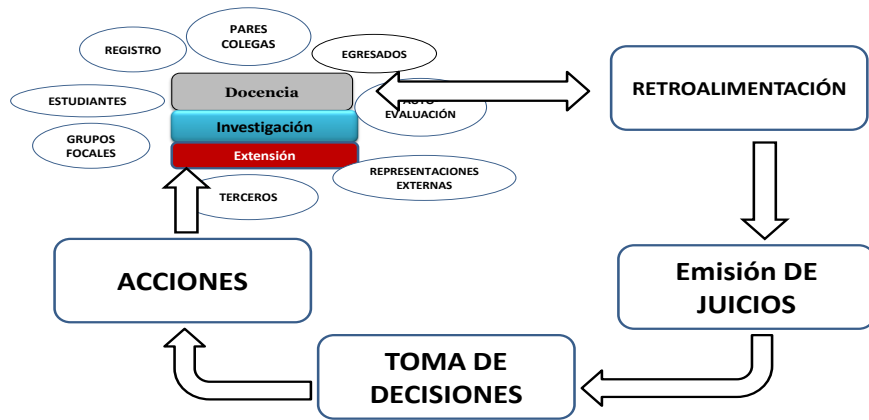 PARES
COLEGAS
REGISTRO
EGRESADOS
ESTUDIANTES
Docencia
AUTO
EVALUACIÓN
Investigación
GRUPOS
FOCALES
Extensión
REPRESENTACIONES
EXTERNAS
TERCEROS
RETROALIMENTACIÓN
Emisión DE
JUICIOS
TOMA DE
DECISIONES
ACCIONES